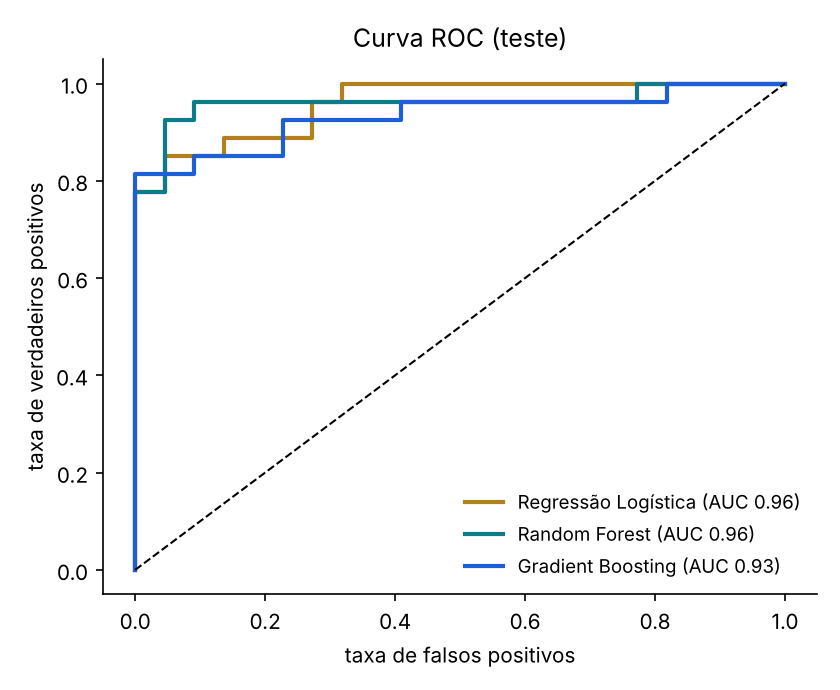 Curva ROC (teste)
1.0
0.8
0.6
0.4
0.2
0.0
taxa de verdadeiros positivos
Regressão Logística (AUC 0.96)
Random Forest (AUC 0.96)
Gradient Boosting (AUC 0.93)
0.0 0.2 0.4 0.6 0.8 1.0
taxa de falsos positivos